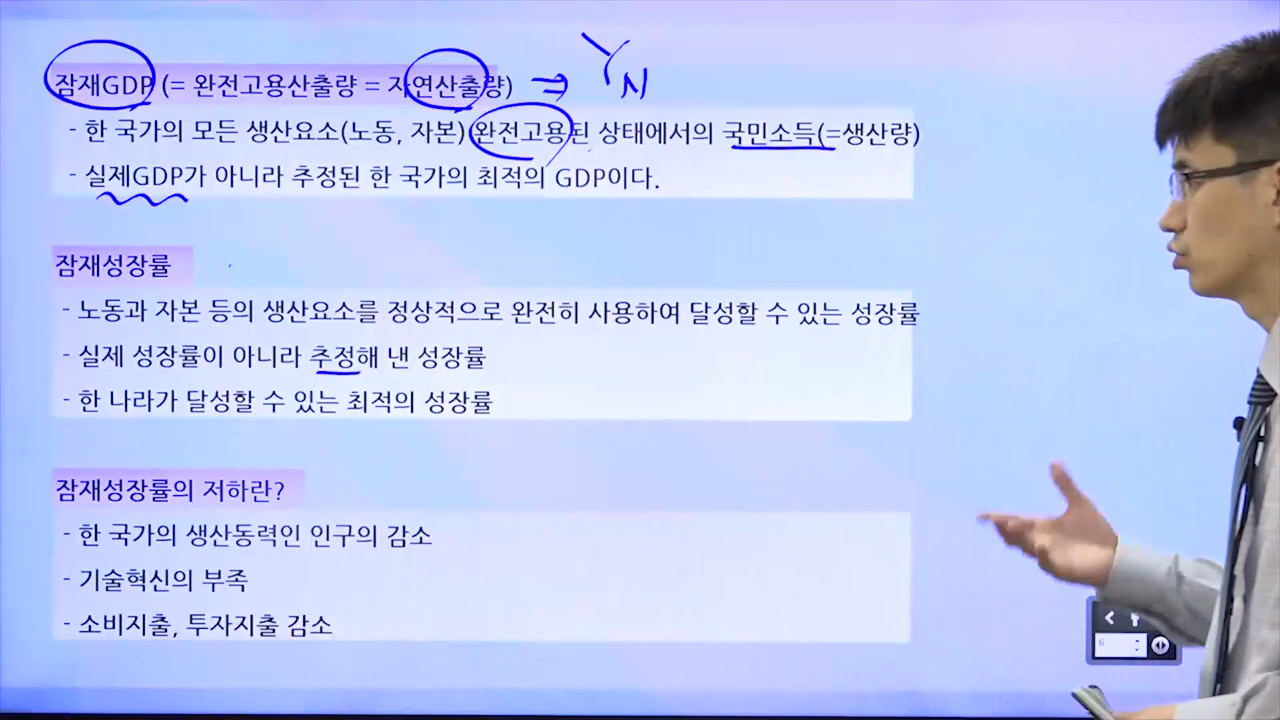 잠재GDP (= 완전고용산출량 = 자연산출량) ⇒ Y_N
- 한 국가의 모든 생산요소(노동, 자본) 완전고용된 상태에서의 국민소득(=생산량)
- 실제GDP가 아니라 추정된 한 국가의 최적의 GDP이다.
잠재성장률
- 노동과 자본 등의 생산요소를 정상적으로 완전히 사용하여 달성할 수 있는 성장률
- 실제 성장률이 아니라 추정해 낸 성장률
- 한 나라가 달성할 수 있는 최적의 성장률
잠재성장률의 저하란?
- 한 국가의 생산동력인 인구의 감소
- 기술혁신의 부족
- 소비지출, 투자지출 감소
6